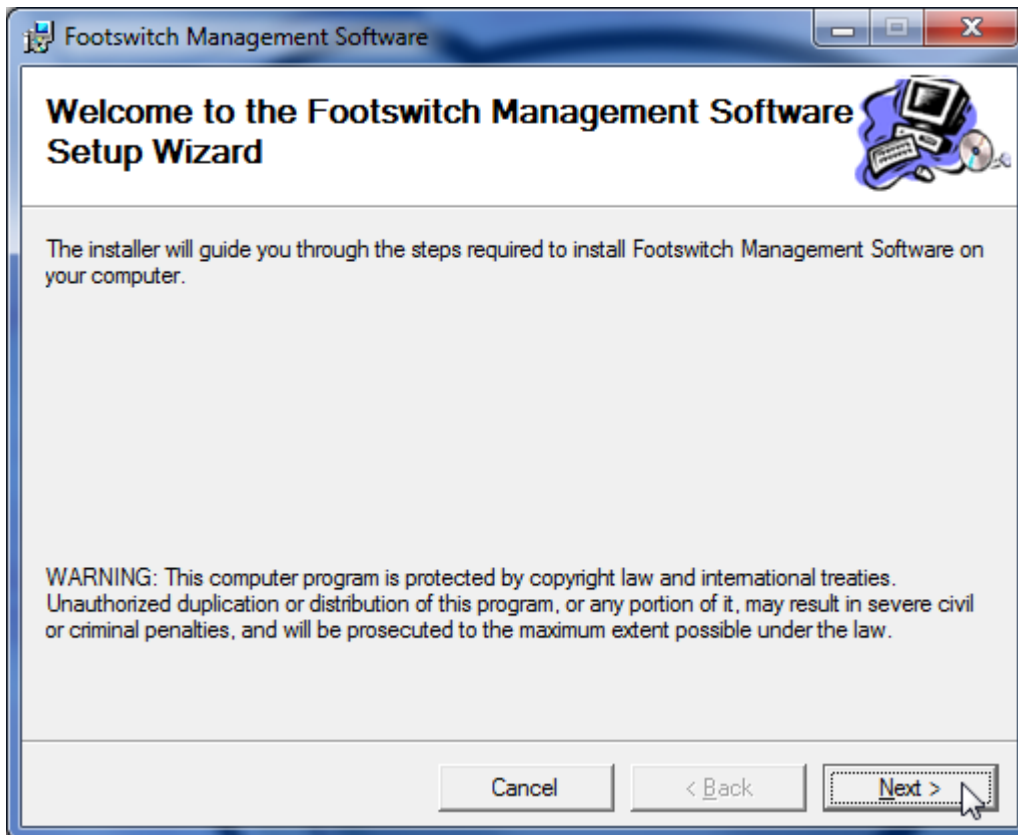 Footswitch Management Software
Welcome to the Footswitch Management Software
Setup Wizard
The installer will guide you through the steps required to install Footswitch Management Software on
your computer.
WARNING: This computer program is protected by copyright law and international treaties.
Unauthorized duplication or distribution of this program, or any portion of it, may result in severe civil
or criminal penalties, and will be prosecuted to the maximum extent possible under the law.
Cancel < Back Next >